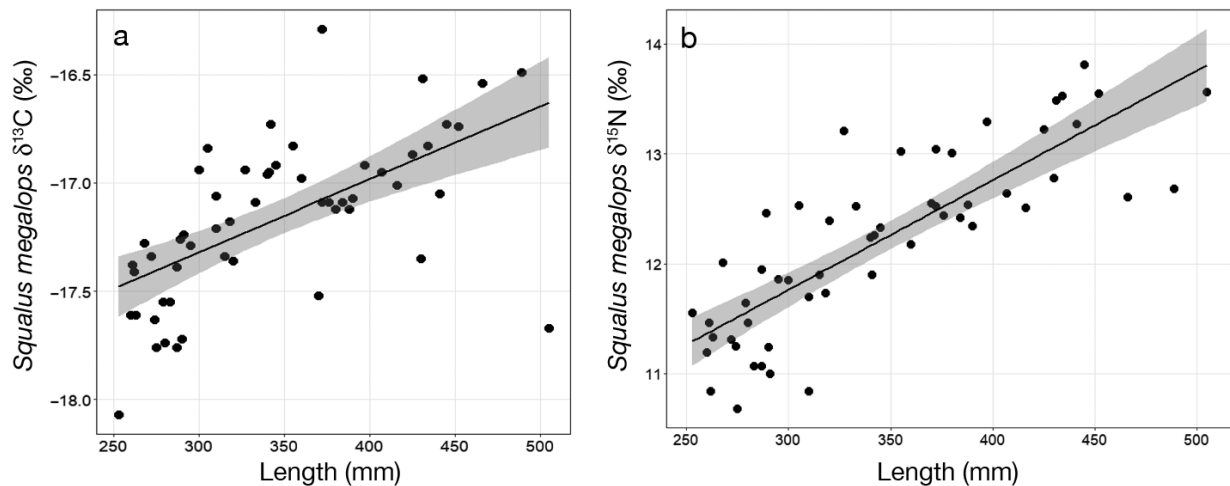 a
Squalus megalops δ¹³C (‰)
−16.5
−17.0
−17.5
−18.0
250 300 350 400 450 500
Length (mm)
b
Squalus megalops δ¹⁵N (‰)
14
13
12
11
250 300 350 400 450 500
Length (mm)